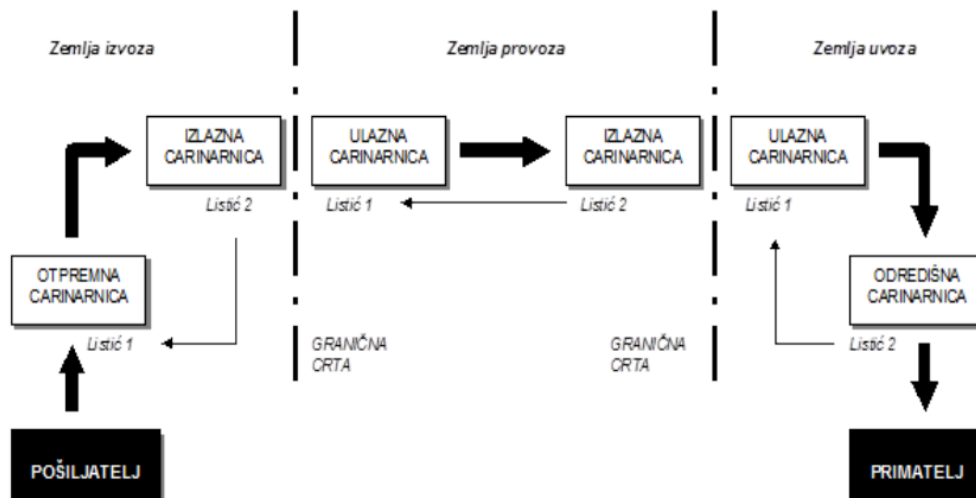 Zemlja izvoza
Zemlja provoza
Zemlja uvoza
IZLAZNA
CARINARNICA
ULAZNA
CARINARNICA
IZLAZNA
CARINARNICA
ULAZNA
CARINARNICA
Listić 2
Listić 1
Listić 2
Listić 1
OTPREMNA
CARINARNICA
ODREDIŠNA
CARINARNICA
Listić 1
GRANIČNA
CRTA
GRANIČNA
CRTA
Listić 2
POŠILJATELJ
PRIMATELJ